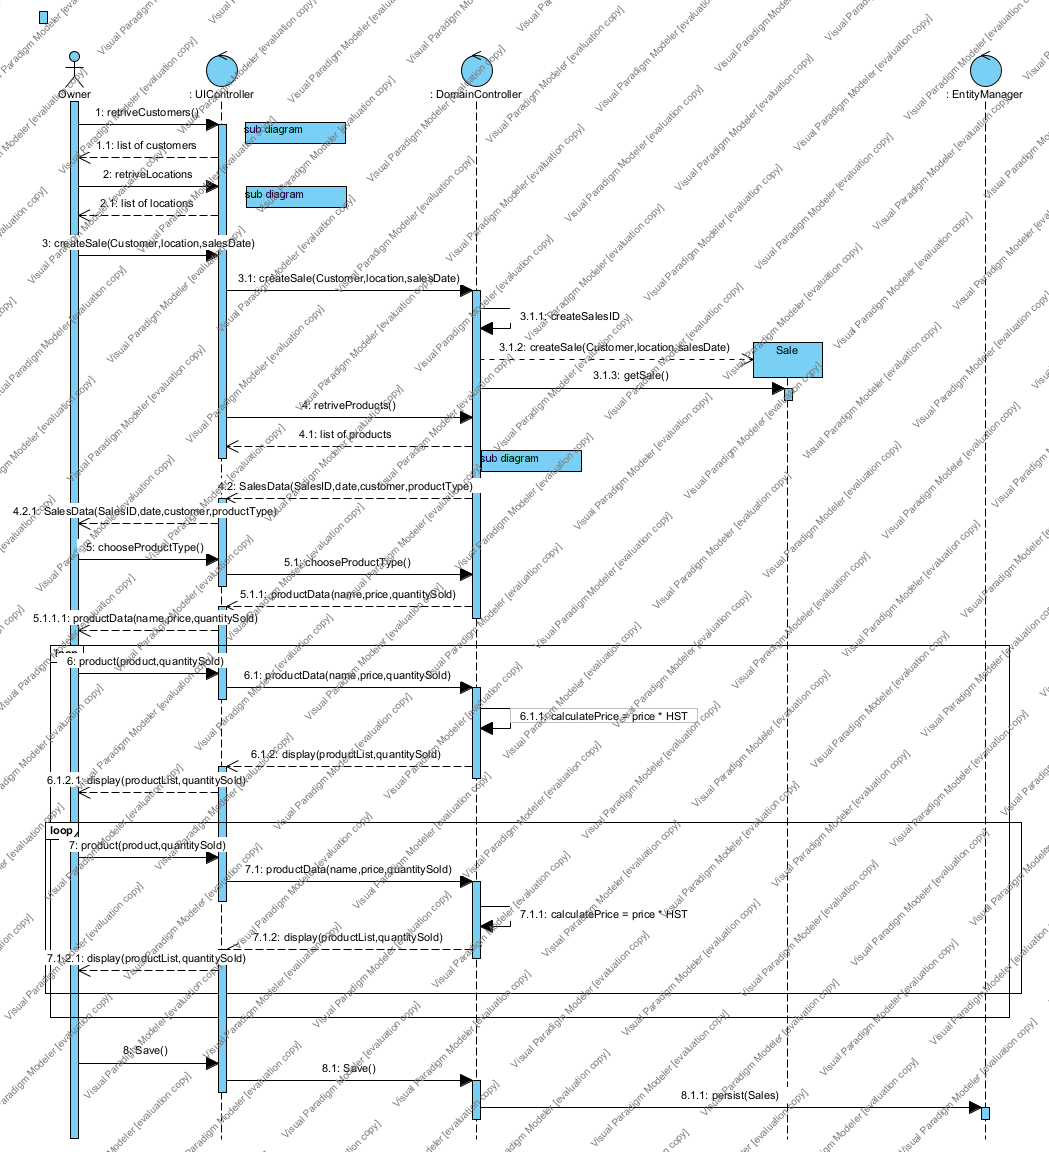 Owner
: UIController
: DomainController
: EntityManager
1: retriveCustomers()
sub diagram
1.1: list of customers
2: retriveLocations
sub diagram
2.1: list of locations
3: createSale(Customer,location,salesDate)
3.1: createSale(Customer,location,salesDate)
3.1.1: createSalesID
3.1.2: createSale(Customer,location,salesDate)
Sale
3.1.3: getSale()
4: retriveProducts()
4.1: list of products
sub diagram
4.2: SalesData(SalesID,date,customer,productType)
4.2.1: SalesData(SalesID,date,customer,productType)
5: chooseProductType()
5.1: chooseProductType()
5.1.1: productData(name,price,quantitySold)
5.1.1.1: productData(name,price,quantitySold)
loop
6: product(product,quantitySold)
6.1: productData(name,price,quantitySold)
6.1.1: calculatePrice = price * HST
6.1.2: display(productList,quantitySold)
6.1.2.1: display(productList,quantitySold)
loop
7: product(product,quantitySold)
7.1: productData(name,price,quantitySold)
7.1.1: calculatePrice = price * HST
7.1.2: display(productList,quantitySold)
7.1.2.1: display(productList,quantitySold)
8: Save()
8.1: Save()
8.1.1: persist(Sales)
Visual Paradigm Modeler [evaluation copy]